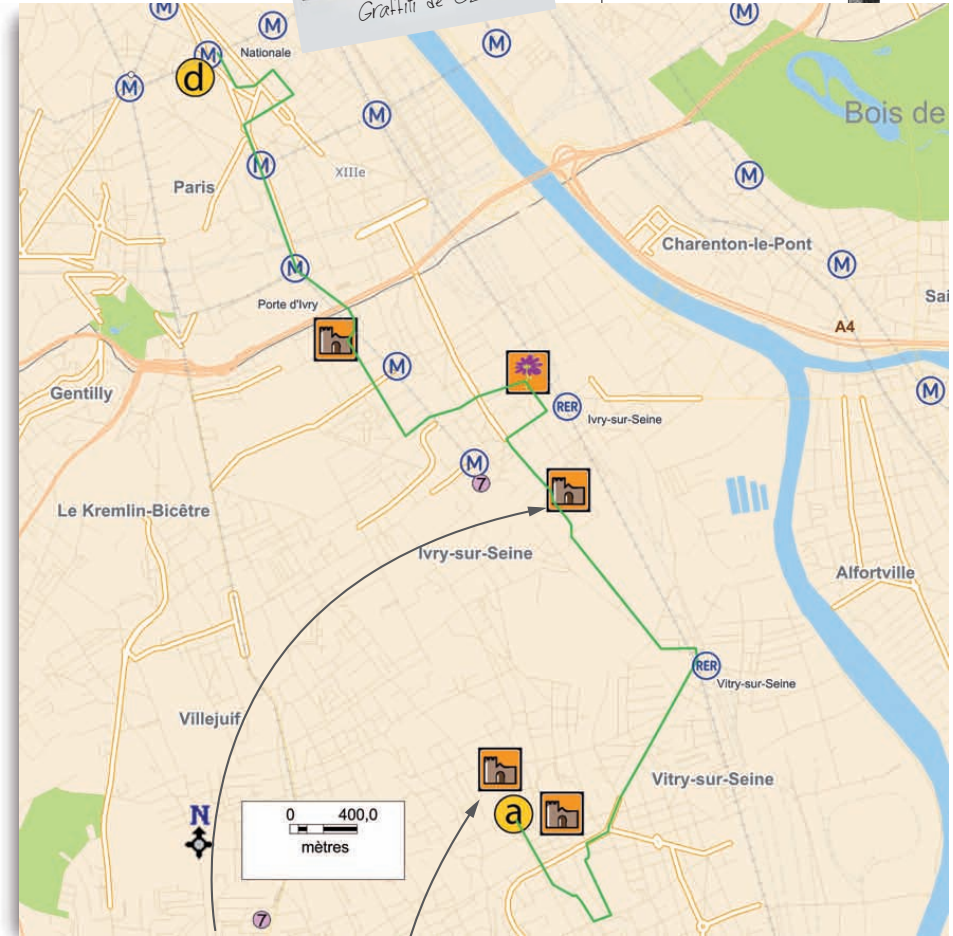 Graffiti de
M
M
M
M
Nationale
M
d
M
M
Bois de
M
XIIIe
M
Paris
Charenton-le-Pont
M
M
Porte d'Ivry
Sai
A4
M
Gentilly
M
RER
Ivry-sur-Seine
M
7
Le Kremlin-Bicêtre
Ivry-sur-Seine
Alfortville
RER
Vitry-sur-Seine
Villejuif
Vitry-sur-Seine
N
0 400,0
mètres
a
7